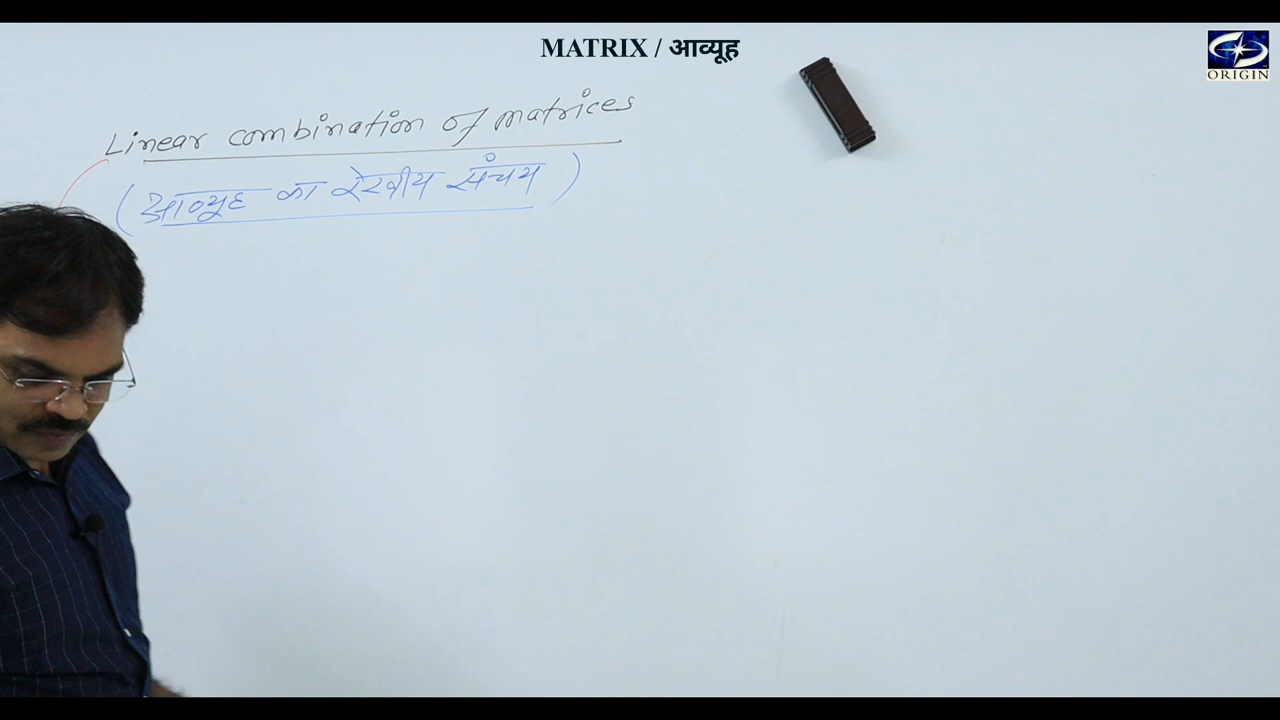 MATRIX / आव्यूह
ORIGIN
Linear combination of matrices
(आव्यूह का रेखीय संचय)